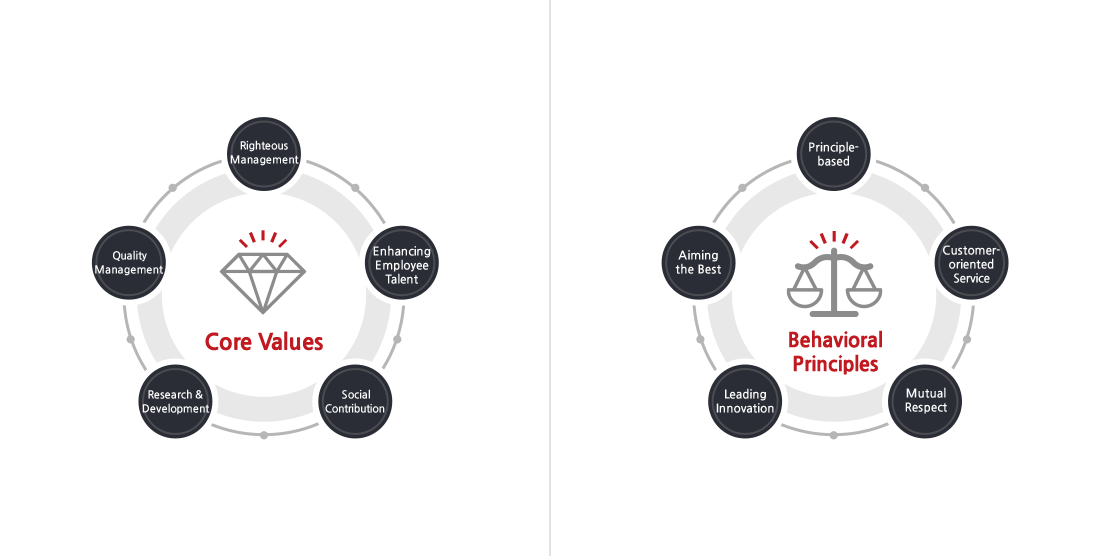 Righteous
Management
Enhancing
Employee
Talent
Social
Contribution
Research &
Development
Quality
Management
Core Values
Principle-
based
Customer-
oriented
Service
Mutual
Respect
Leading
Innovation
Aiming
the Best
Behavioral
Principles